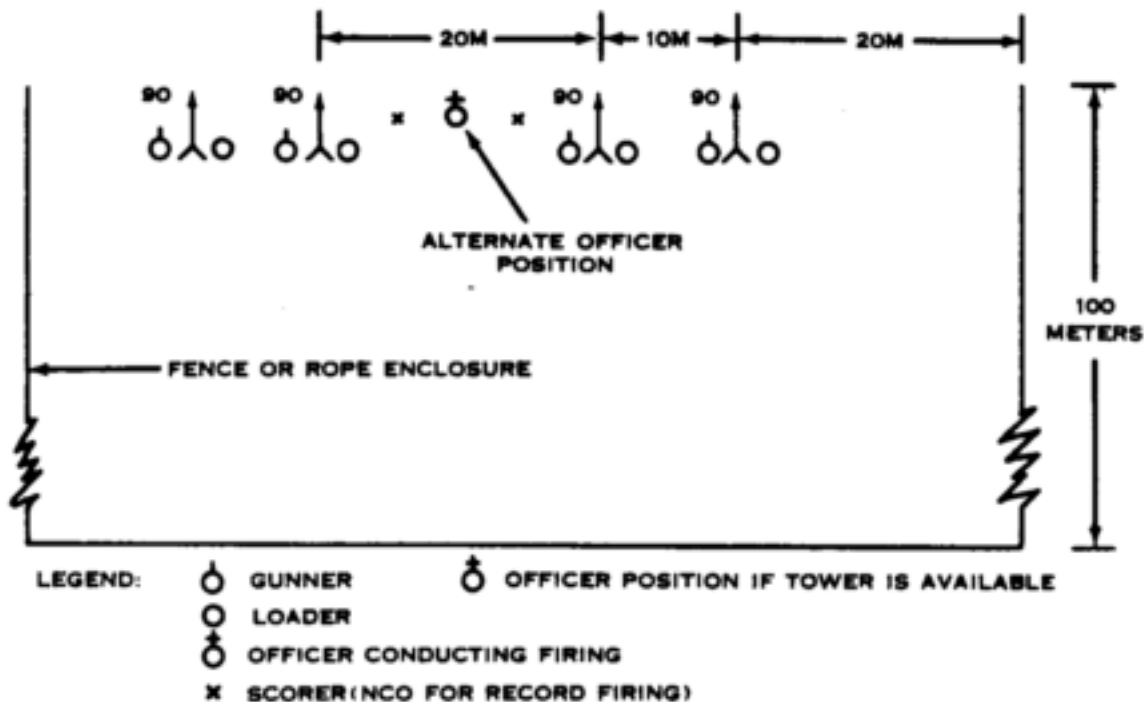 20M 10M 20M
90 90 90 90
ALTERNATE OFFICER
POSITION
100
METERS
FENCE OR ROPE ENCLOSURE
LEGEND: GUNNER OFFICER POSITION IF TOWER IS AVAILABLE
LOADER
OFFICER CONDUCTING FIRING
x SCORER(NCO FOR RECORD FIRING)